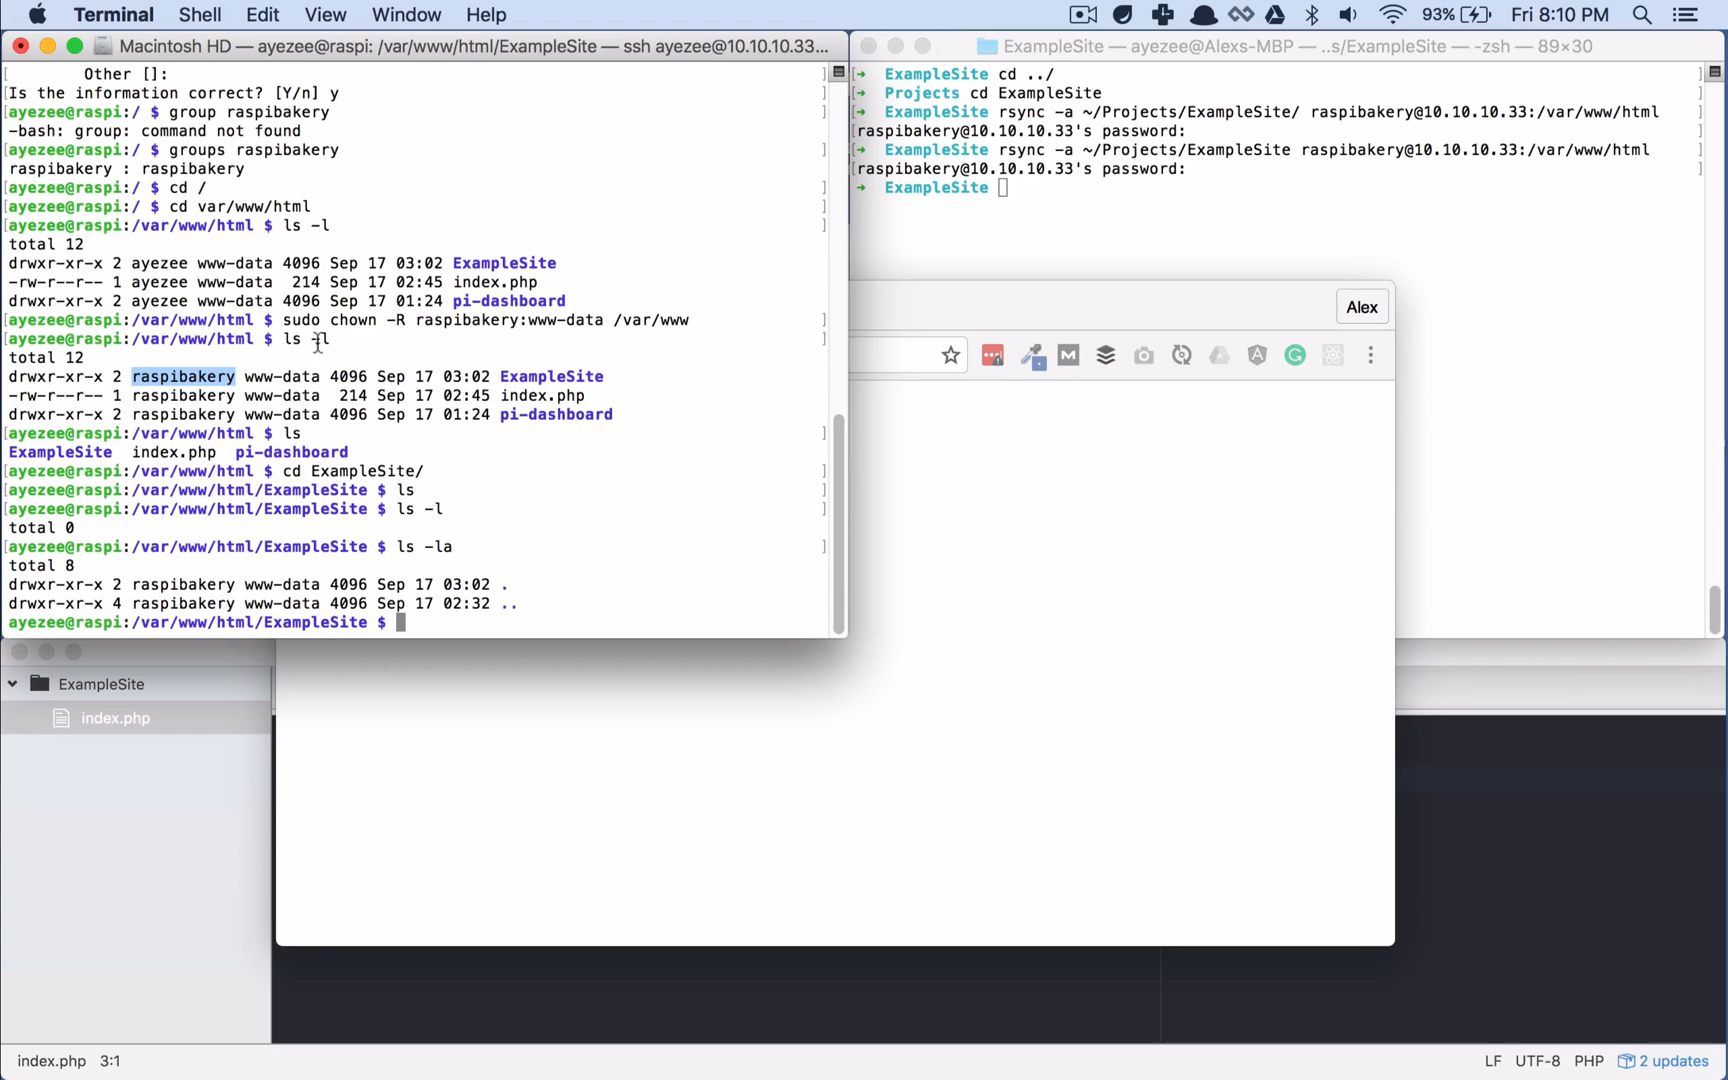 Terminal Shell Edit View Window Help 93% Fri 8:10 PM
Macintosh HD — ayezee@raspi: /var/www/html/ExampleSite — ssh ayezee@10.10.10.33...
[ Other []: ]
[Is the information correct? [Y/n] y ]
[ayezee@raspi:/ $ group raspibakery ]
-bash: group: command not found
[ayezee@raspi:/ $ groups raspibakery ]
raspibakery : raspibakery
[ayezee@raspi:/ $ cd / ]
[ayezee@raspi:/ $ cd var/www/html ]
[ayezee@raspi:/var/www/html $ ls -l ]
total 12
drwxr-xr-x 2 ayezee www-data 4096 Sep 17 03:02 ExampleSite
-rw-r--r-- 1 ayezee www-data 214 Sep 17 02:45 index.php
drwxr-xr-x 2 ayezee www-data 4096 Sep 17 01:24 pi-dashboard
[ayezee@raspi:/var/www/html $ sudo chown -R raspibakery:www-data /var/www ]
[ayezee@raspi:/var/www/html $ ls -l ]
total 12
drwxr-xr-x 2 raspibakery www-data 4096 Sep 17 03:02 ExampleSite
-rw-r--r-- 1 raspibakery www-data 214 Sep 17 02:45 index.php
drwxr-xr-x 2 raspibakery www-data 4096 Sep 17 01:24 pi-dashboard
[ayezee@raspi:/var/www/html $ ls ]
ExampleSite index.php pi-dashboard
[ayezee@raspi:/var/www/html $ cd ExampleSite/ ]
[ayezee@raspi:/var/www/html/ExampleSite $ ls ]
[ayezee@raspi:/var/www/html/ExampleSite $ ls -l ]
total 0
[ayezee@raspi:/var/www/html/ExampleSite $ ls -la ]
total 8
drwxr-xr-x 2 raspibakery www-data 4096 Sep 17 03:02 .
drwxr-xr-x 4 raspibakery www-data 4096 Sep 17 02:32 ..
ayezee@raspi:/var/www/html/ExampleSite $
ExampleSite — ayezee@Alexs-MBP — ..s/ExampleSite — -zsh — 89×30
[→ ExampleSite cd ../ ]
[→ Projects cd ExampleSite ]
[→ ExampleSite rsync -a ~/Projects/ExampleSite/ raspibakery@10.10.10.33:/var/www/html ]
[raspibakery@10.10.10.33's password: ]
[→ ExampleSite rsync -a ~/Projects/ExampleSite raspibakery@10.10.10.33:/var/www/html ]
[raspibakery@10.10.10.33's password: ]
→ ExampleSite
Alex
ExampleSite
index.php
index.php 3:1 LF UTF-8 PHP 2 updates